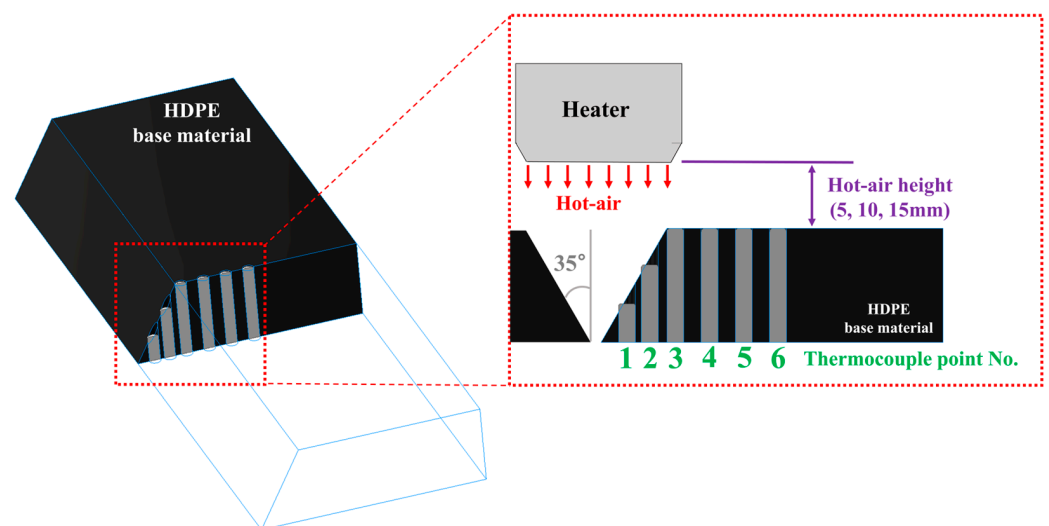 HDPE
base material
Heater
Hot-air
Hot-air height
(5, 10, 15mm)
35°
HDPE
base material
1 2 3 4 5 6 Thermocouple point No.